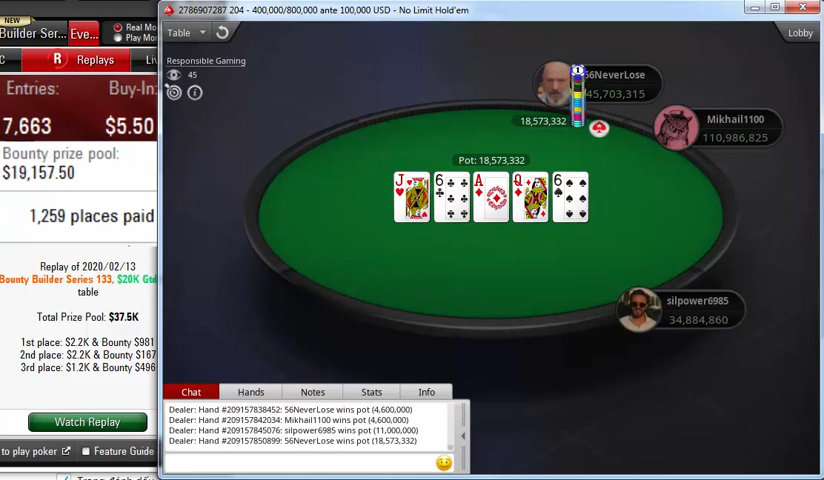 2786907287 204 - 400,000/800,000 ante 100,000 USD - No Limit Hold'em
NEW
Builder Ser... Eve...
Real M
Play Mo
Table
Lobby
C R Replays Liv
Responsible Gaming
45
Entries: Buy-In:
7,663 $5.50
Bounty prize pool:
$19,157.50
1,259 places paid
56NeverLose
45,703,315
1
18,573,332
Mikhail1100
110,986,825
Pot: 18,573,332
J 6 A Q 6
Replay of 2020/02/13
Bounty Builder Series 133, $20K Gtd
table
Total Prize Pool: $37.5K
1st place: $2.2K & Bounty $981
2nd place: $2.2K & Bounty $167
3rd place: $1.2K & Bounty $496
silpower6985
34,884,860
Watch Replay
to play poker Feature Guide
Chat Hands Notes Stats Info
Dealer: Hand #209157838452: 56NeverLose wins pot (4,600,000)
Dealer: Hand #209157842034: Mikhail1100 wins pot (4,600,000)
Dealer: Hand #209157845076: silpower6985 wins pot (11,000,000)
Dealer: Hand #209157850899: 56NeverLose wins pot (18,573,332)